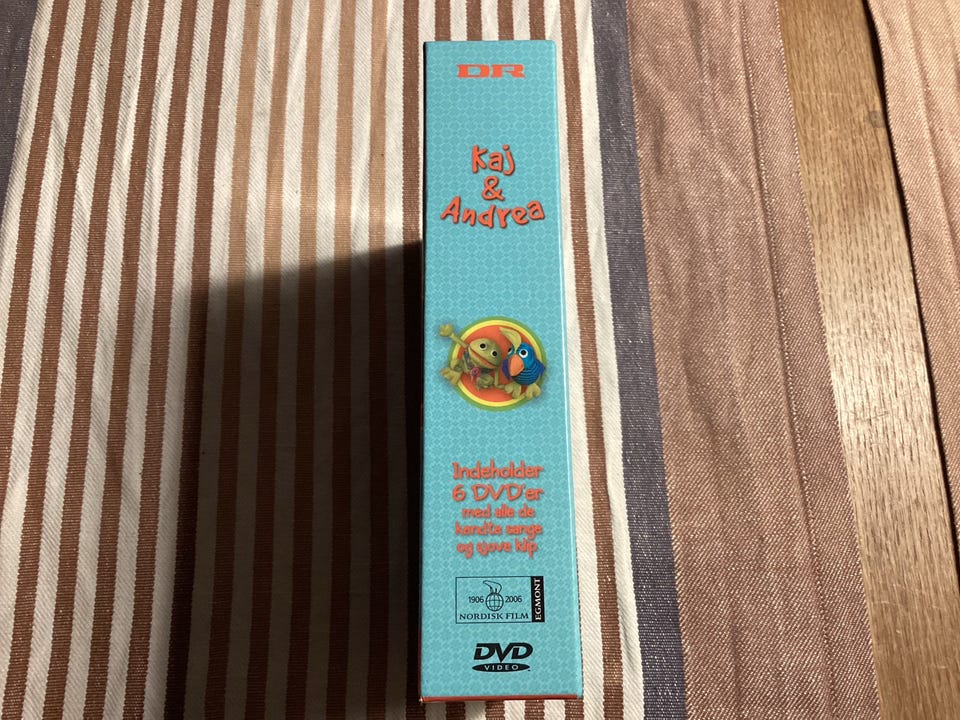 DR
Kaj
&
Andrea
Indeholder
6 DVD'er
med alle de
kendte sange
og sjove klip
1906 2006
NORDISK FILM
EGMONT
DVD
VIDEO